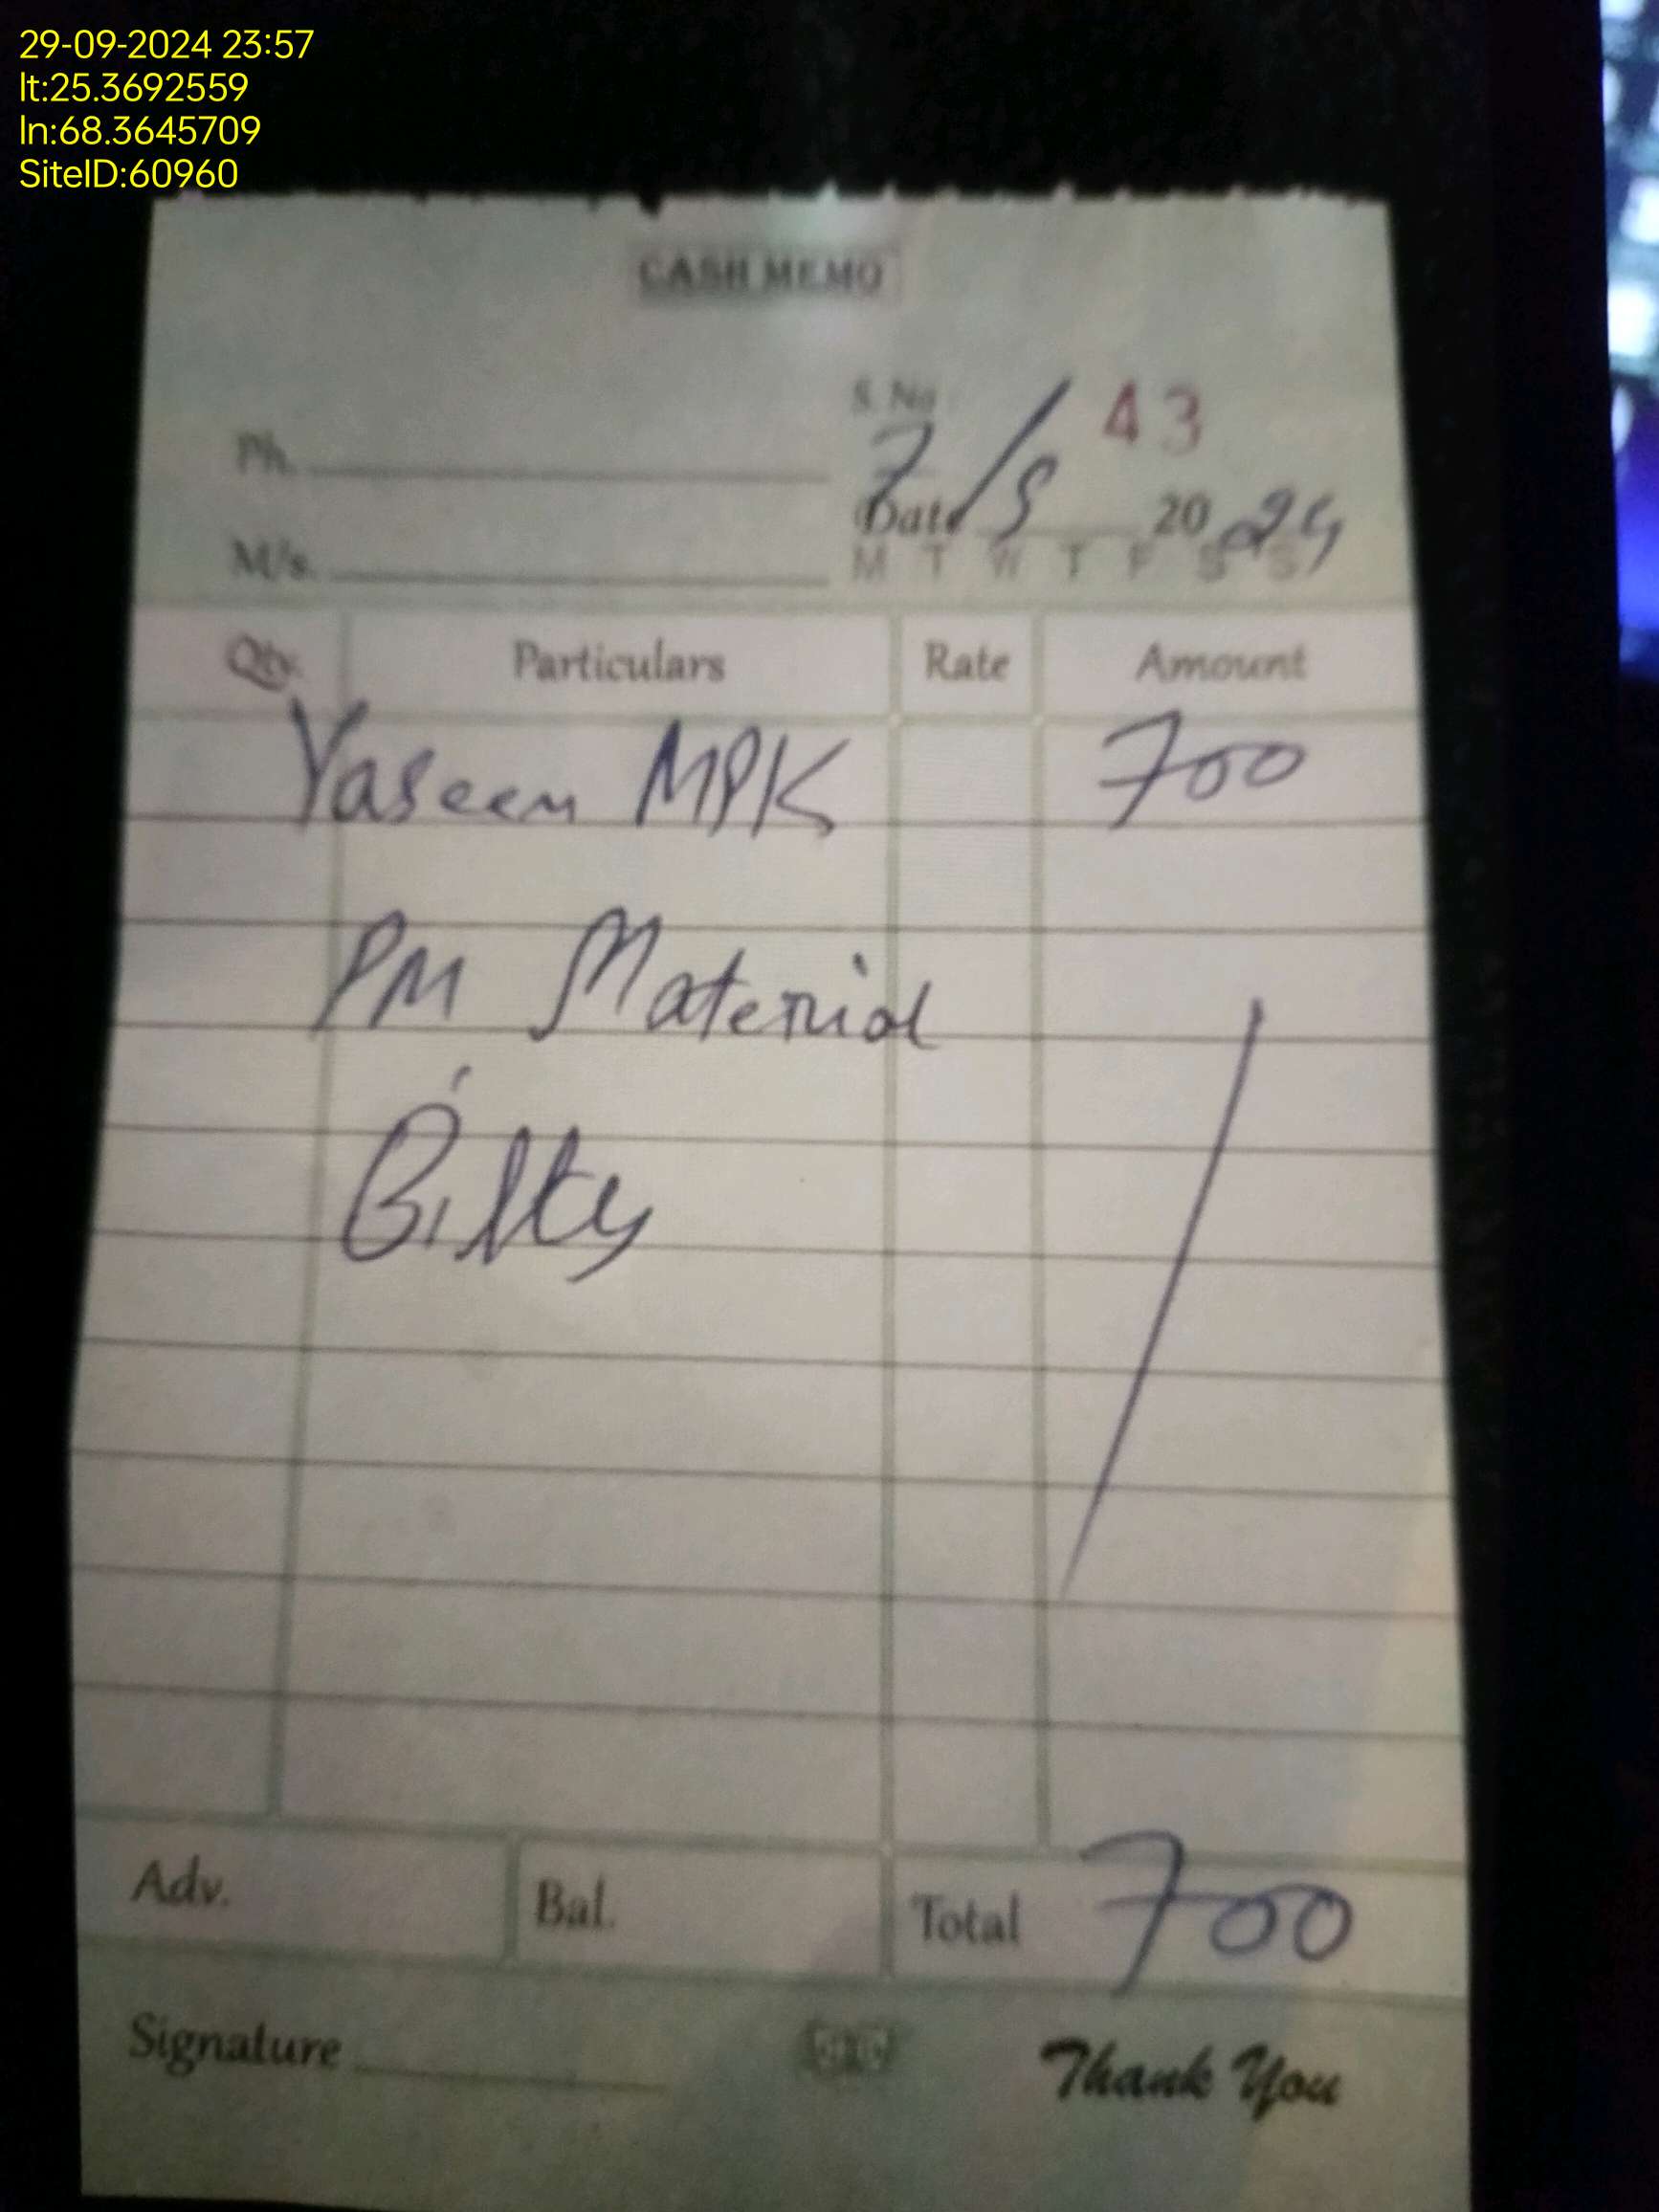 29-09-2024 23:57
lt:25.3692559
ln:68.3645709
SiteID:60960
CASH MEMO
S. No 43
Ph.
Date 7/9 2024
M/s.
M T W T F S S
Qty. Particulars Rate Amount
Yaseen MPK 700
PM Material
Bilty
Adv. Bal. Total 700
Signature Thank You